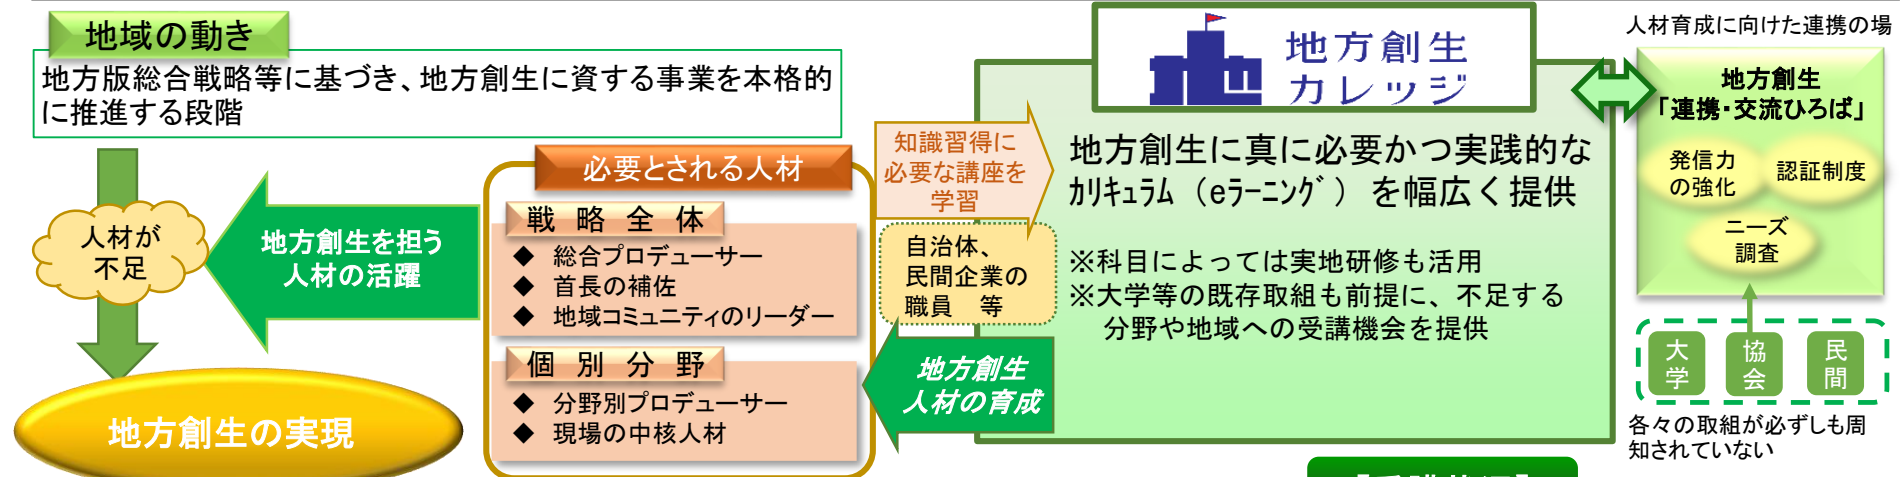 地域の動き
地方版総合戦略等に基づき、地方創生に資する事業を本格的
に推進する段階
人材が
不足
地方創生の実現
地方創生を担う
人材の活躍
必要とされる人材
戦略全体
◆ 総合プロデューサー
◆ 首長の補佐
◆ 地域コミュニティのリーダー
個別分野
◆ 分野別プロデューサー
◆ 現場の中核人材
知識習得に
必要な講座を
学習
自治体、
民間企業の
職員 等
地方創生
人材の育成
地方創生
カレッジ
地方創生に真に必要かつ実践的な
ｶﾘｷｭﾗﾑ（eﾗｰﾆﾝｸﾞ）を幅広く提供
※科目によっては実地研修も活用
※大学等の既存取組も前提に、不足する
分野や地域への受講機会を提供
人材育成に向けた連携の場
地方創生
「連携・交流ひろば」
発信力
の強化
認証制度
ニーズ
調査
大学
協会
民間
各々の取組が必ずしも周
知されていない